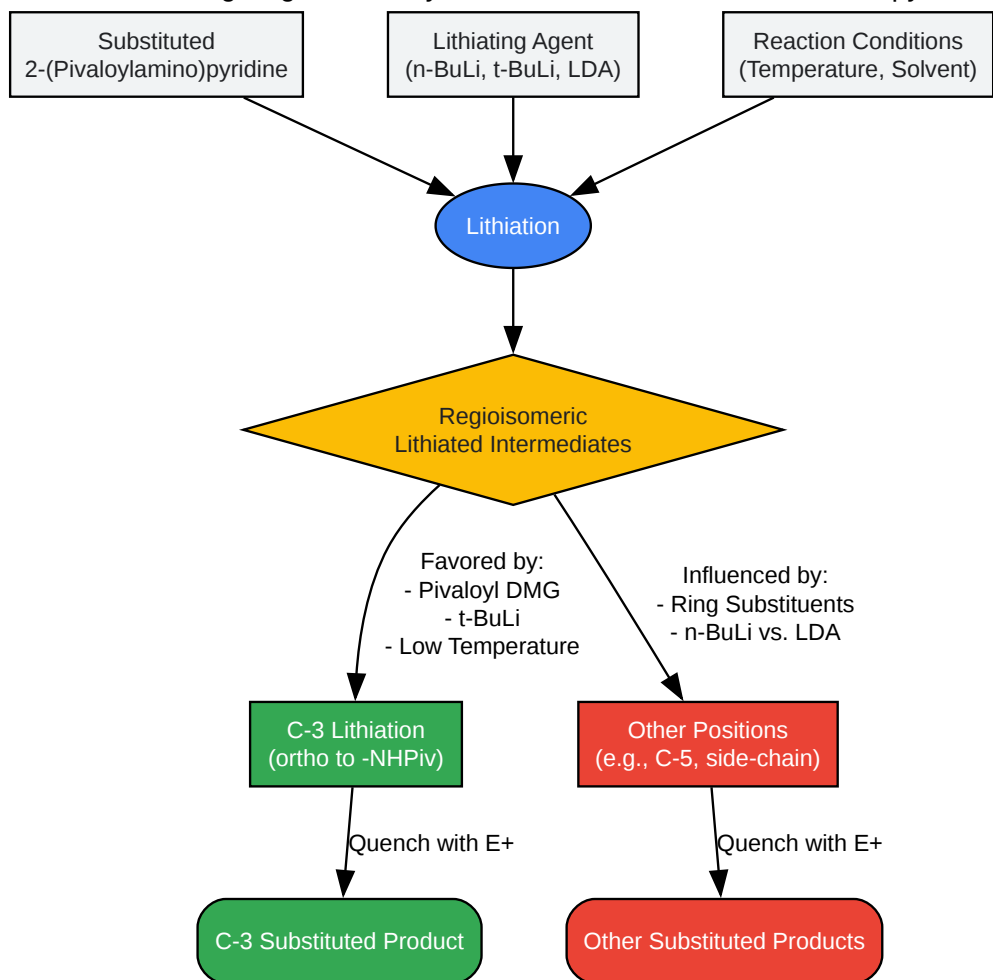 Substituted
2-(Pivaloylamino)pyridine
Lithiating Agent
(n-BuLi, t-BuLi, LDA)
Reaction Conditions
(Temperature, Solvent)
Lithiation
Regioisomeric
Lithiated Intermediates
Favored by:
- Pivaloyl DMG
- t-BuLi
- Low Temperature
Influenced by:
- Ring Substituents
- n-BuLi vs. LDA
C-3 Lithiation
(ortho to -NHPiv)
Other Positions
(e.g., C-5, side-chain)
Quench with E+
Quench with E+
C-3 Substituted Product
Other Substituted Products